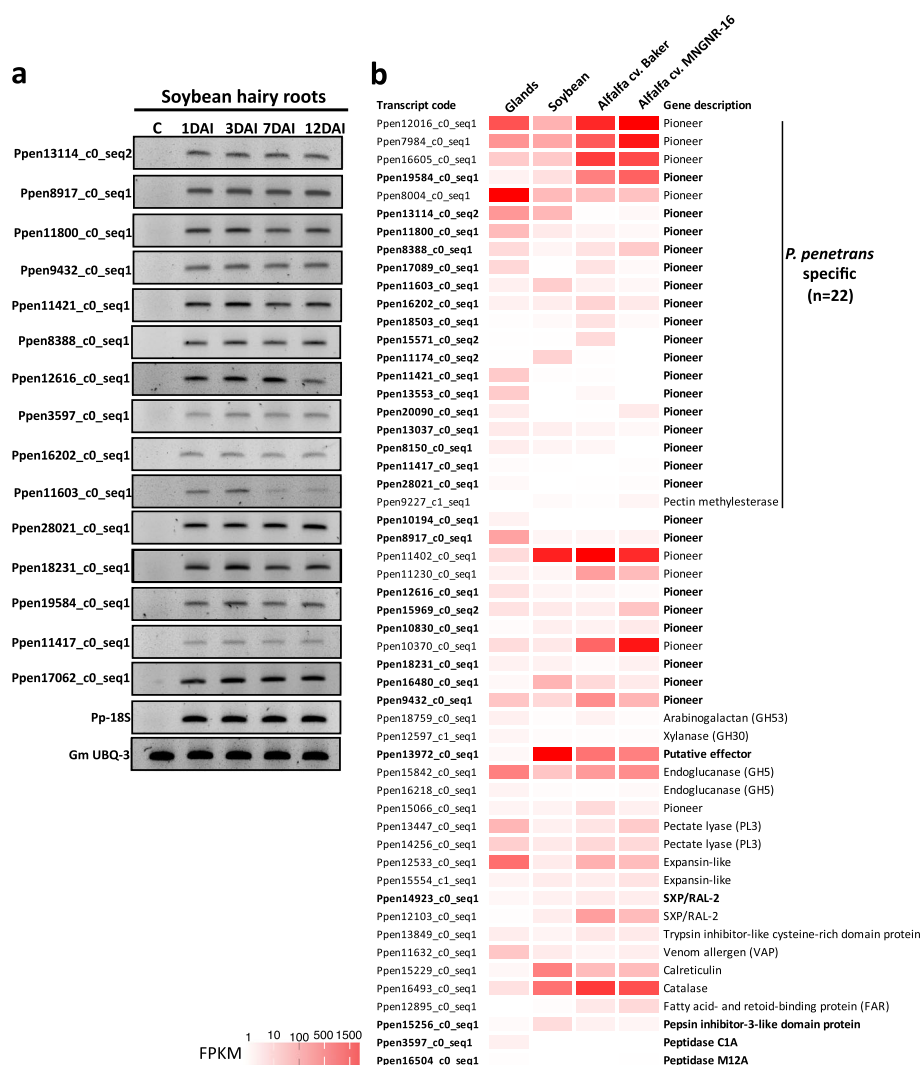 a
Soybean hairy roots
C 1DAI 3DAI 7DAI 12DAI
Ppen13114_c0_seq2
Ppen8917_c0_seq1
Ppen11800_c0_seq1
Ppen9432_c0_seq1
Ppen11421_c0_seq1
Ppen8388_c0_seq1
Ppen12616_c0_seq1
Ppen3597_c0_seq1
Ppen16202_c0_seq1
Ppen11603_c0_seq1
Ppen28021_c0_seq1
Ppen18231_c0_seq1
Ppen19584_c0_seq1
Ppen11417_c0_seq1
Ppen17062_c0_seq1
Pp-18S
Gm UBQ-3
b
Transcript code Glands Soybean Alfalfa cv. Baker Alfalfa cv. MNGNR-16 Gene description
Ppen12016_c0_seq1 Pioneer
Ppen7984_c0_seq1 Pioneer
Ppen16605_c0_seq1 Pioneer
Ppen19584_c0_seq1 Pioneer
Ppen8004_c0_seq1 Pioneer
Ppen13114_c0_seq2 Pioneer
Ppen11800_c0_seq1 Pioneer
Ppen8388_c0_seq1 Pioneer
Ppen17089_c0_seq1 Pioneer
Ppen11603_c0_seq1 Pioneer
Ppen16202_c0_seq1 Pioneer
Ppen18503_c0_seq1 Pioneer
Ppen15571_c0_seq2 Pioneer
Ppen11174_c0_seq2 Pioneer
Ppen11421_c0_seq1 Pioneer
Ppen13553_c0_seq1 Pioneer
Ppen20090_c0_seq1 Pioneer
Ppen13037_c0_seq1 Pioneer
Ppen8150_c0_seq1 Pioneer
Ppen11417_c0_seq1 Pioneer
Ppen28021_c0_seq1 Pioneer
Ppen9227_c1_seq1 Pectin methylesterase
P. penetrans
specific
(n=22)
Ppen10194_c0_seq1 Pioneer
Ppen8917_c0_seq1 Pioneer
Ppen11402_c0_seq1 Pioneer
Ppen11230_c0_seq1 Pioneer
Ppen12616_c0_seq1 Pioneer
Ppen15969_c0_seq2 Pioneer
Ppen10830_c0_seq1 Pioneer
Ppen10370_c0_seq1 Pioneer
Ppen18231_c0_seq1 Pioneer
Ppen16480_c0_seq1 Pioneer
Ppen9432_c0_seq1 Pioneer
Ppen18759_c0_seq1 Arabinogalactan (GH53)
Ppen12597_c1_seq1 Xylanase (GH30)
Ppen13972_c0_seq1 Putative effector
Ppen15842_c0_seq1 Endoglucanase (GH5)
Ppen16218_c0_seq1 Endoglucanase (GH5)
Ppen15066_c0_seq1 Pioneer
Ppen13447_c0_seq1 Pectate lyase (PL3)
Ppen14256_c0_seq1 Pectate lyase (PL3)
Ppen12533_c0_seq1 Expansin-like
Ppen15554_c1_seq1 Expansin-like
Ppen14923_c0_seq1 SXP/RAL-2
Ppen12103_c0_seq1 SXP/RAL-2
Ppen13849_c0_seq1 Trypsin inhibitor-like cysteine-rich domain protein
Ppen11632_c0_seq1 Venom allergen (VAP)
Ppen15229_c0_seq1 Calreticulin
Ppen16493_c0_seq1 Catalase
Ppen12895_c0_seq1 Fatty acid- and retoid-binding protein (FAR)
Ppen15256_c0_seq1 Pepsin inhibitor-3-like domain protein
Ppen3597_c0_seq1 Peptidase C1A
Ppen16504_c0_seq1 Peptidase M12A
1 10 100 500 1500
FPKM